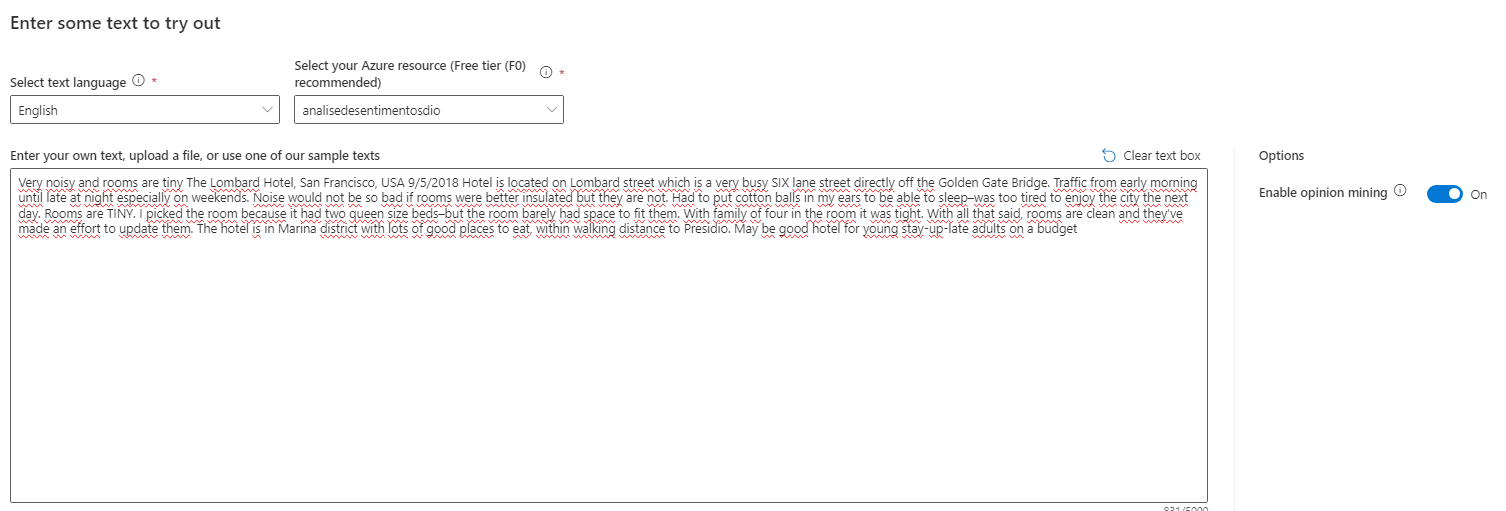 Enter some text to try out
Select text language *
Select your Azure resource (Free tier (F0) recommended) *
English
analisedesentimentosdio
Enter your own text, upload a file, or use one of our sample texts
Clear text box
Options
Very noisy and rooms are tiny The Lombard Hotel, San Francisco, USA 9/5/2018 Hotel is located on Lombard street which is a very busy SIX lane street directly off the Golden Gate Bridge. Traffic from early morning
until late at night especially on weekends. Noise would not be so bad if rooms were better insulated but they are not. Had to put cotton balls in my ears to be able to sleep–was too tired to enjoy the city the next
day. Rooms are TINY. I picked the room because it had two queen size beds–but the room barely had space to fit them. With family of four in the room it was tight. With all that said, rooms are clean and they've
made an effort to update them. The hotel is in Marina district with lots of good places to eat, within walking distance to Presidio. May be good hotel for young stay-up-late adults on a budget
Enable opinion mining
On
831/5000